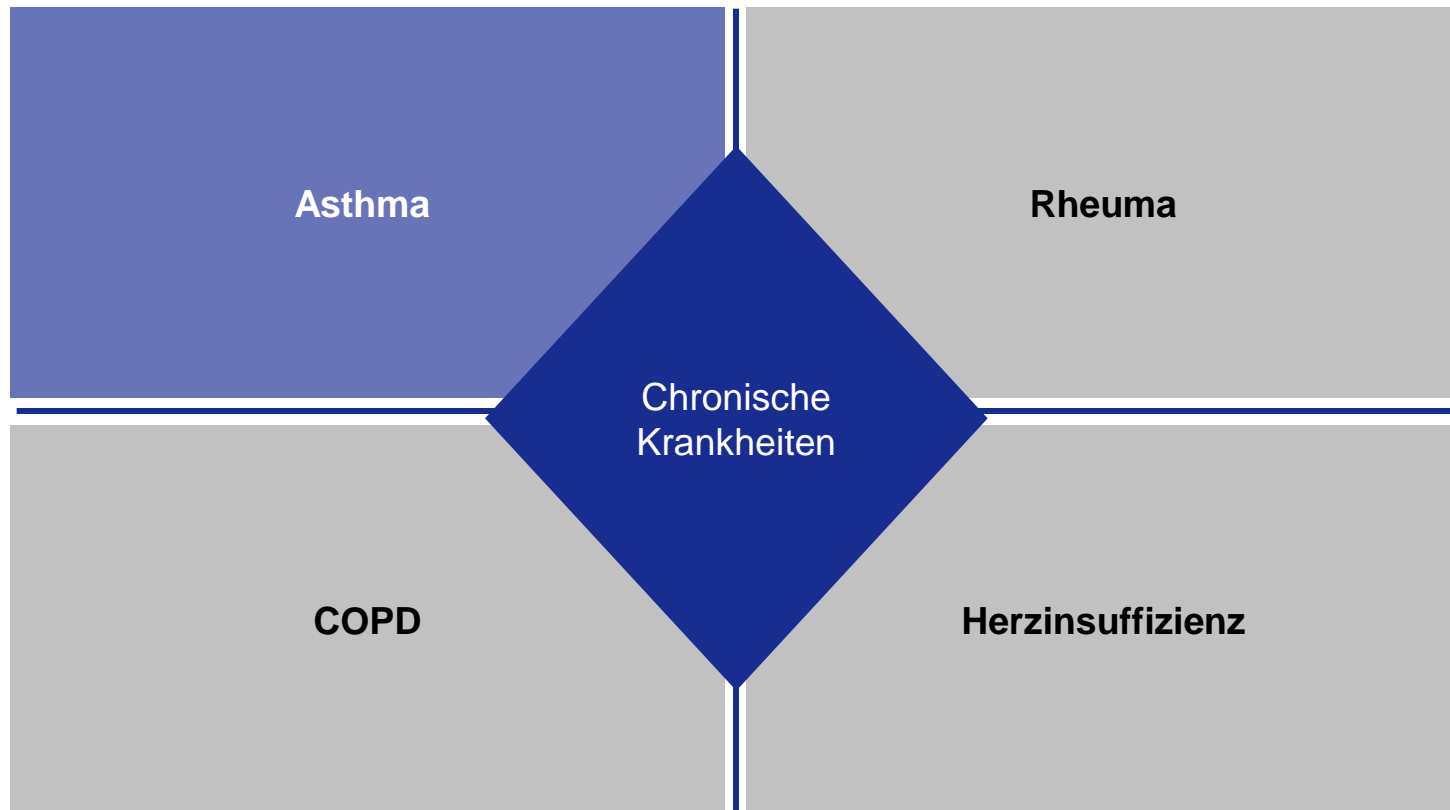 Asthma
Rheuma
Chronische
Krankheiten
COPD
Herzinsuffizienz